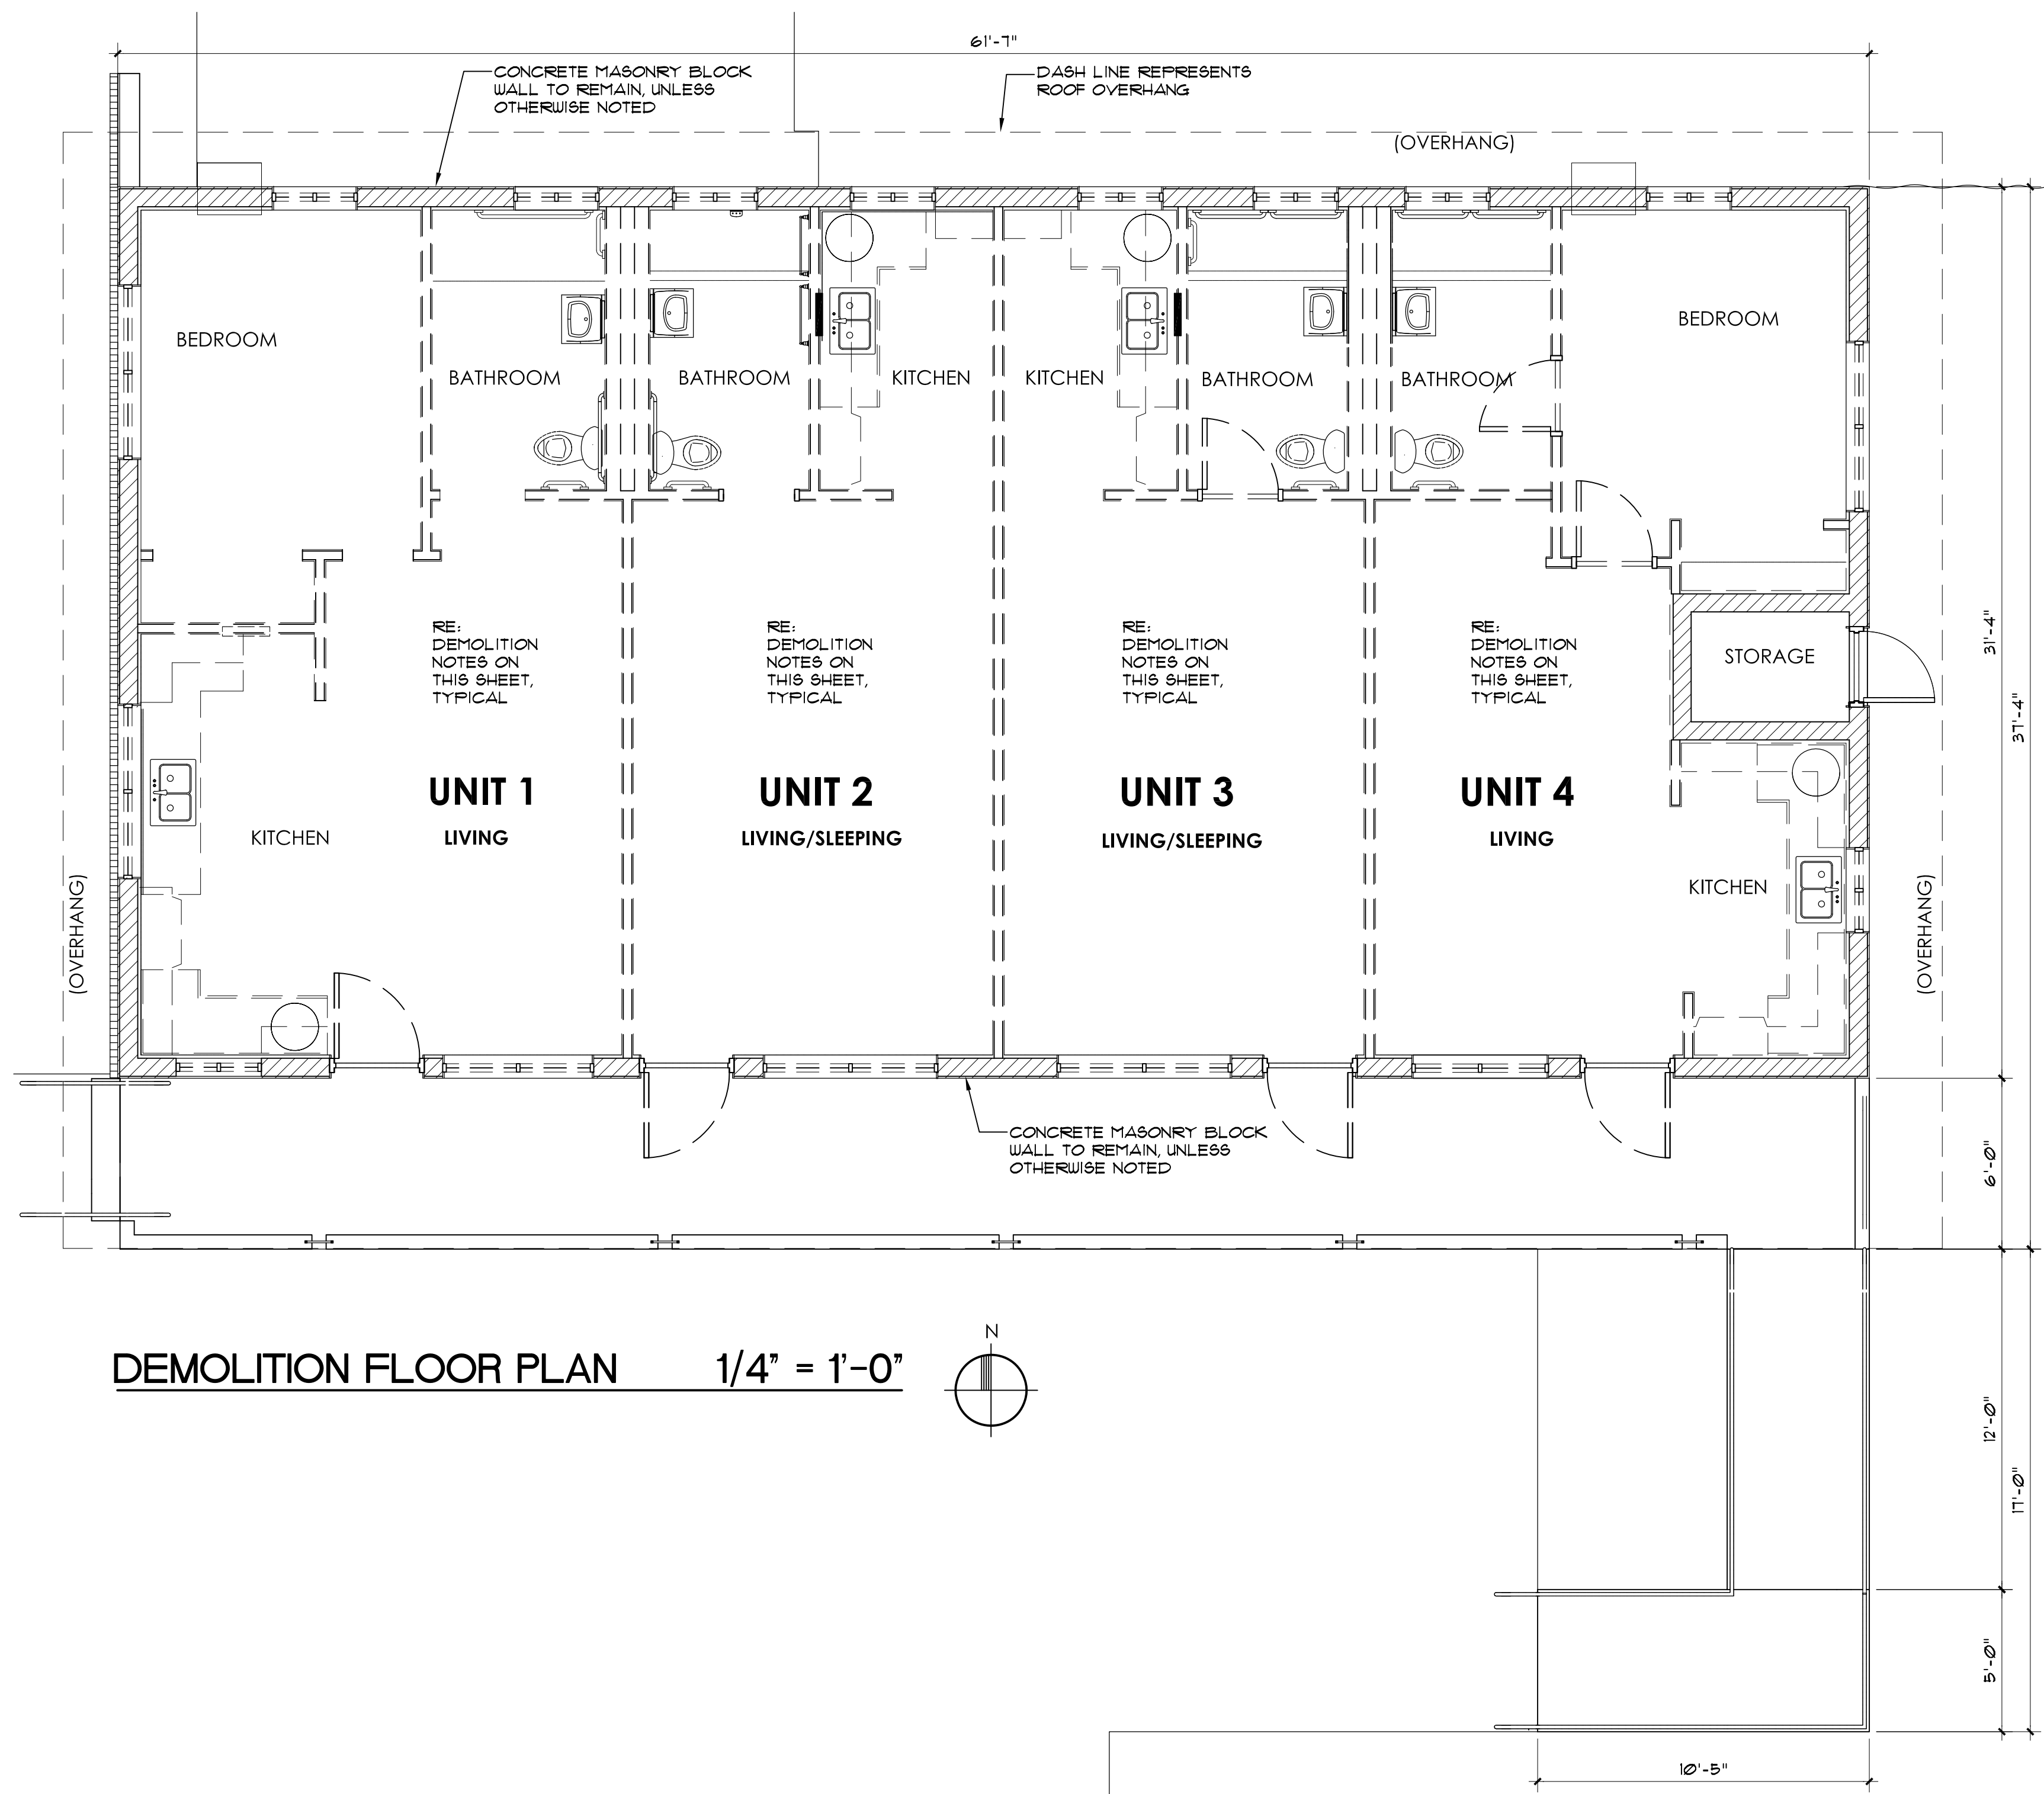 61'-7"
CONCRETE MASONRY BLOCK
WALL TO REMAIN, UNLESS
OTHERWISE NOTED
DASH LINE REPRESENTS
ROOF OVERHANG
(OVERHANG)
BEDROOM
BATHROOM
BATHROOM
KITCHEN
KITCHEN
BATHROOM
BATHROOM
BEDROOM
RE:
DEMOLITION
NOTES ON
THIS SHEET,
TYPICAL
RE:
DEMOLITION
NOTES ON
THIS SHEET,
TYPICAL
RE:
DEMOLITION
NOTES ON
THIS SHEET,
TYPICAL
RE:
DEMOLITION
NOTES ON
THIS SHEET,
TYPICAL
STORAGE
31'-4"
37'-4"
UNIT 1
LIVING
UNIT 2
LIVING/SLEEPING
UNIT 3
LIVING/SLEEPING
UNIT 4
LIVING
KITCHEN
KITCHEN
(OVERHANG)
(OVERHANG)
CONCRETE MASONRY BLOCK
WALL TO REMAIN, UNLESS
OTHERWISE NOTED
6'-0"
N
DEMOLITION FLOOR PLAN 1/4" = 1'-0"
12'-0"
17'-0"
5'-0"
10'-5"